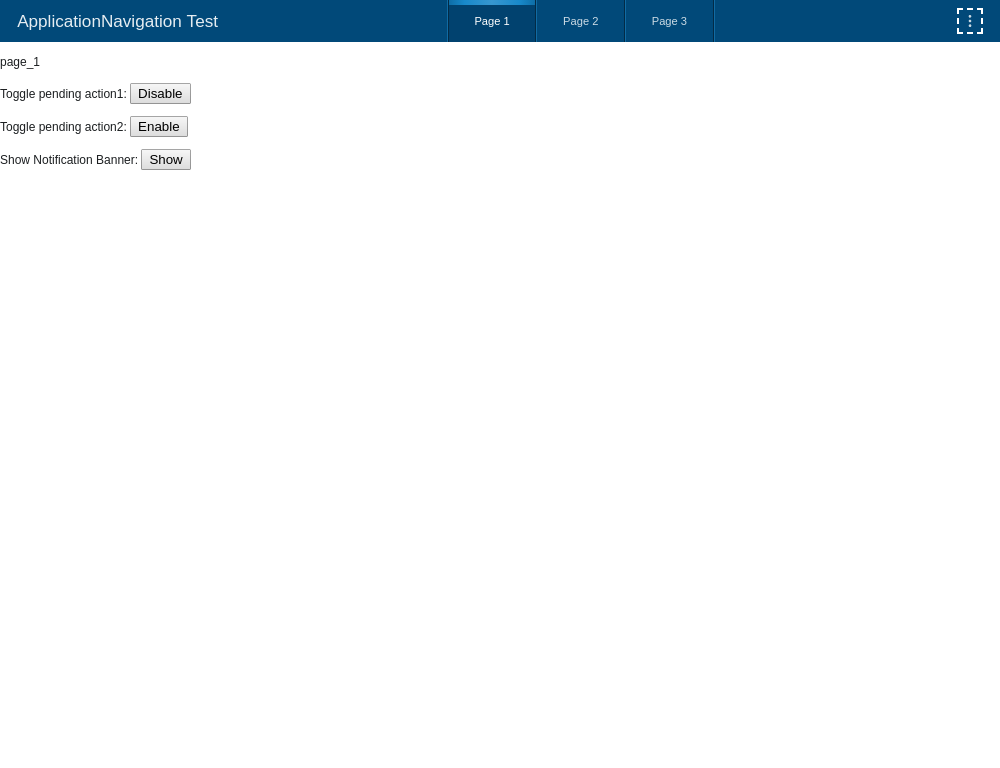 ApplicationNavigation Test
Page 1
Page 2
Page 3
page_1
Toggle pending action1: Disable
Toggle pending action2: Enable
Show Notification Banner: Show